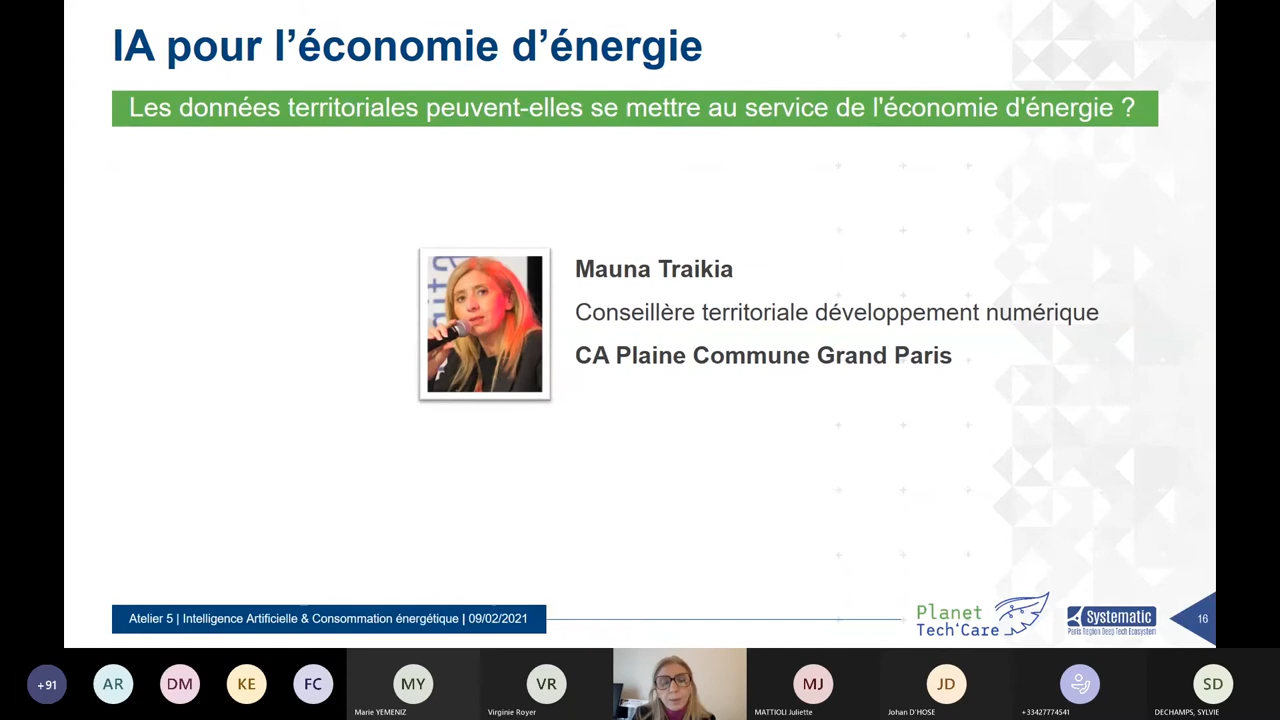 IA pour l’économie d’énergie
Les données territoriales peuvent-elles se mettre au service de l'économie d'énergie ?
Mauna Traikia
Conseillère territoriale développement numérique
CA Plaine Commune Grand Paris
Atelier 5 | Intelligence Artificielle & Consommation énergétique | 09/02/2021
Planet
Tech'Care
Systematic
Paris Region Deep Tech Ecosystem
16
+91
AR
DM
KE
FC
MY
Marie YEMENIZ
VR
Virginie Royer
MJ
MATTIOLI Juliette
JD
Johan D'HOSE
+33427774541
SD
DECHAMPS, SYLVIE